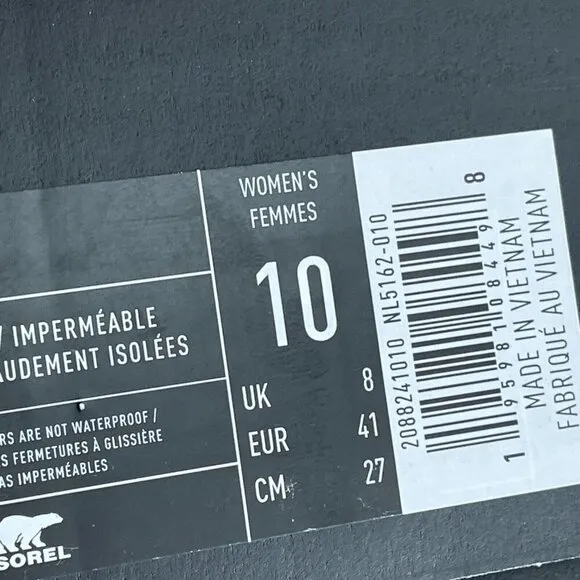 / IMPERMÉABLE
AUDEMENT ISOLÉES
RS ARE NOT WATERPROOF /
S FERMETURES À GLISSIÈRE
AS IMPERMÉABLES
SOREL
WOMEN'S
FEMMES
10
UK 8
EUR 41
CM 27
2088241010 NL5162-010
1 95981 08449 8
MADE IN VIETNAM
FABRIQUÉ AU VIETNAM